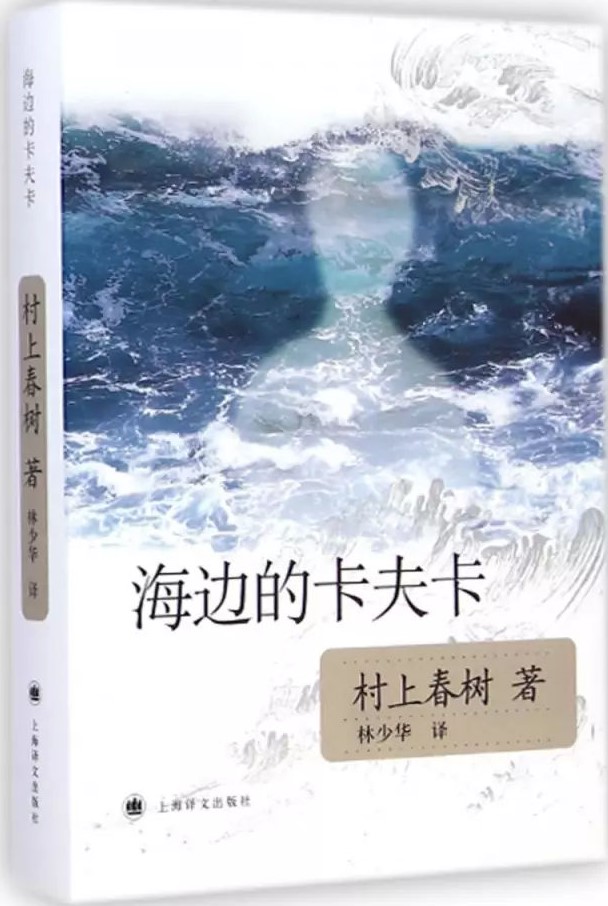 海边的卡夫卡
村上春树 著
林少华 译
上海译文出版社
海边的卡夫卡
村上春树 著
林少华 译
上海译文出版社